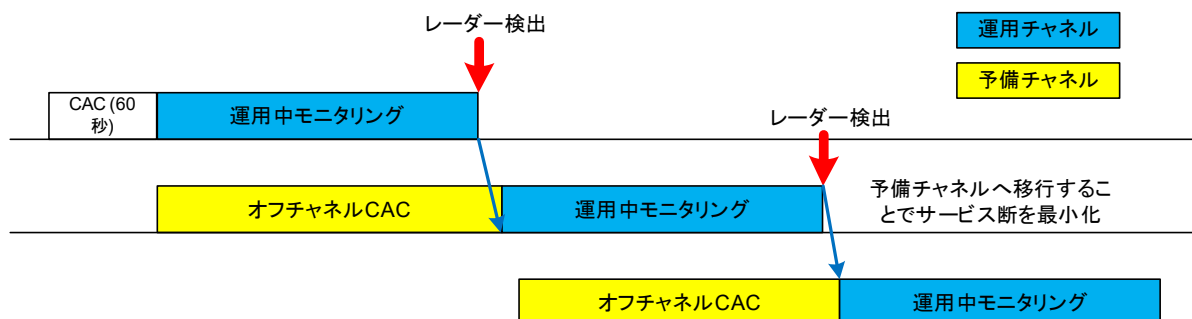 レーダー検出
運用チャネル
予備チャネル
CAC (60
秒)
運用中モニタリング
レーダー検出
オフチャネルCAC
運用中モニタリング
予備チャネルへ移行するこ
とでサービス断を最小化
オフチャネルCAC
運用中モニタリング